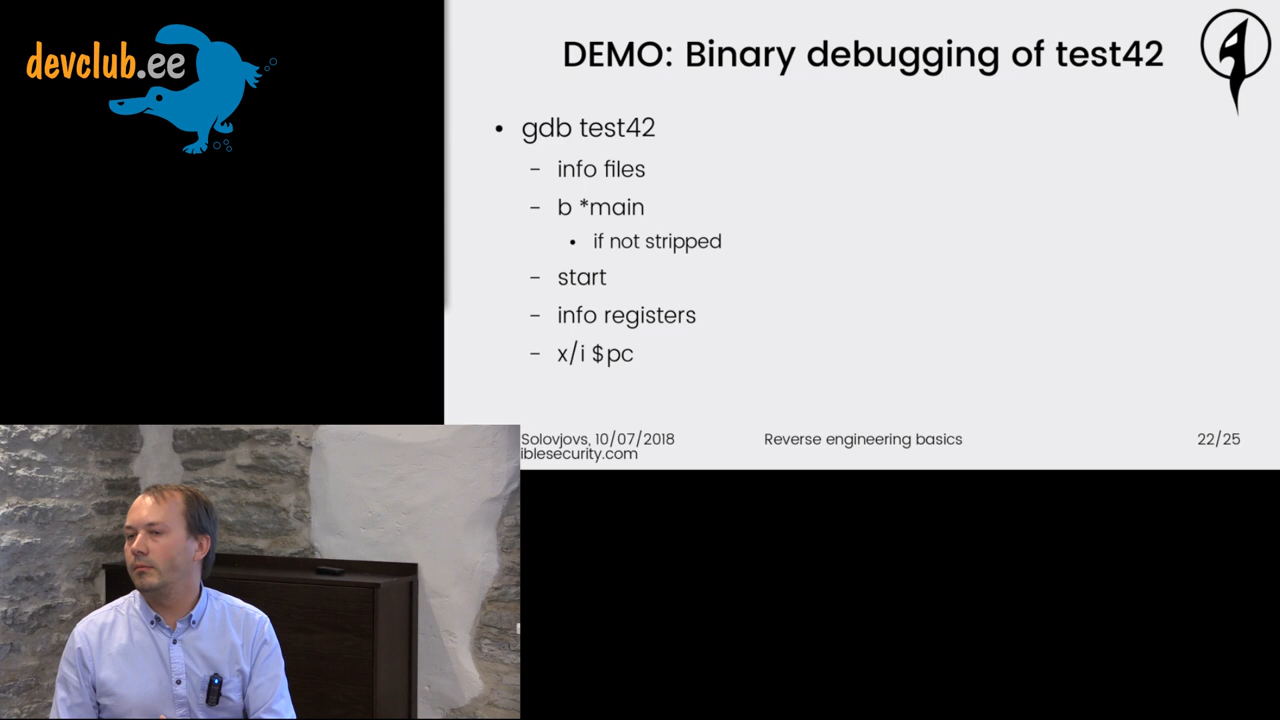 devclub.ee
DEMO: Binary debugging of test42
• gdb test42
– info files
– b *main
• if not stripped
– start
– info registers
– x/i $pc
Solovjovs, 10/07/2018
iblesecurity.com
Reverse engineering basics
22/25